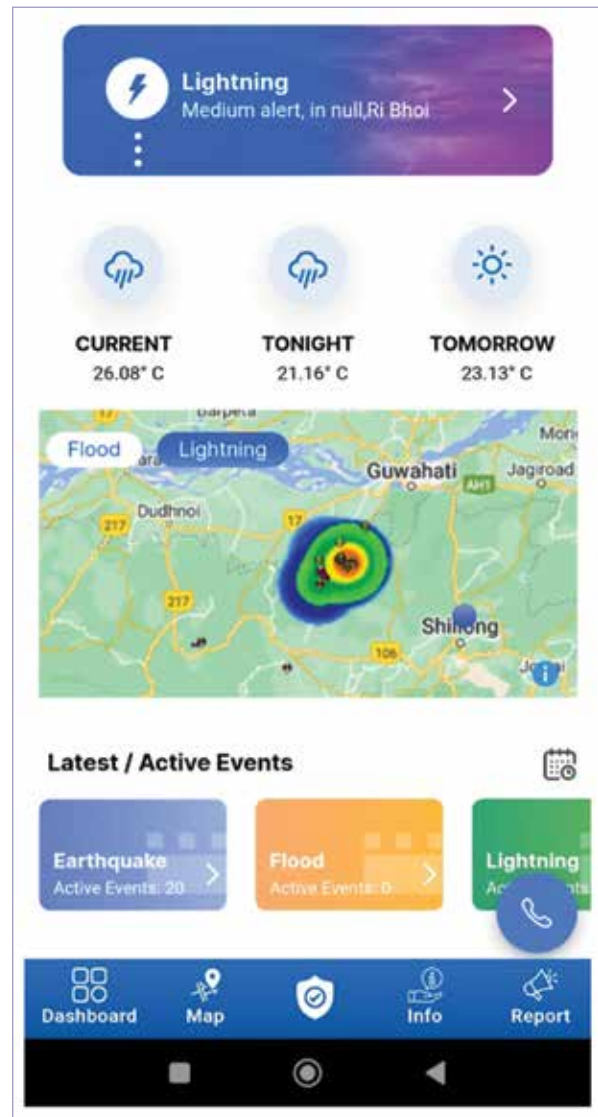 Lightning
Medium alert, in null,Ri Bhoi
CURRENT
TONIGHT
TOMORROW
26.08° C
21.16° C
23.13° C
17
Barpeta
Flood
Lightning
Guwahati
AH1
Jagiroad
Dudhnoi
217
17
217
Shillong
106
Latest / Active Events
Earthquake
Active Events: 20
Flood
Active Events: 0
Lightning
Dashboard
Map
Info
Report